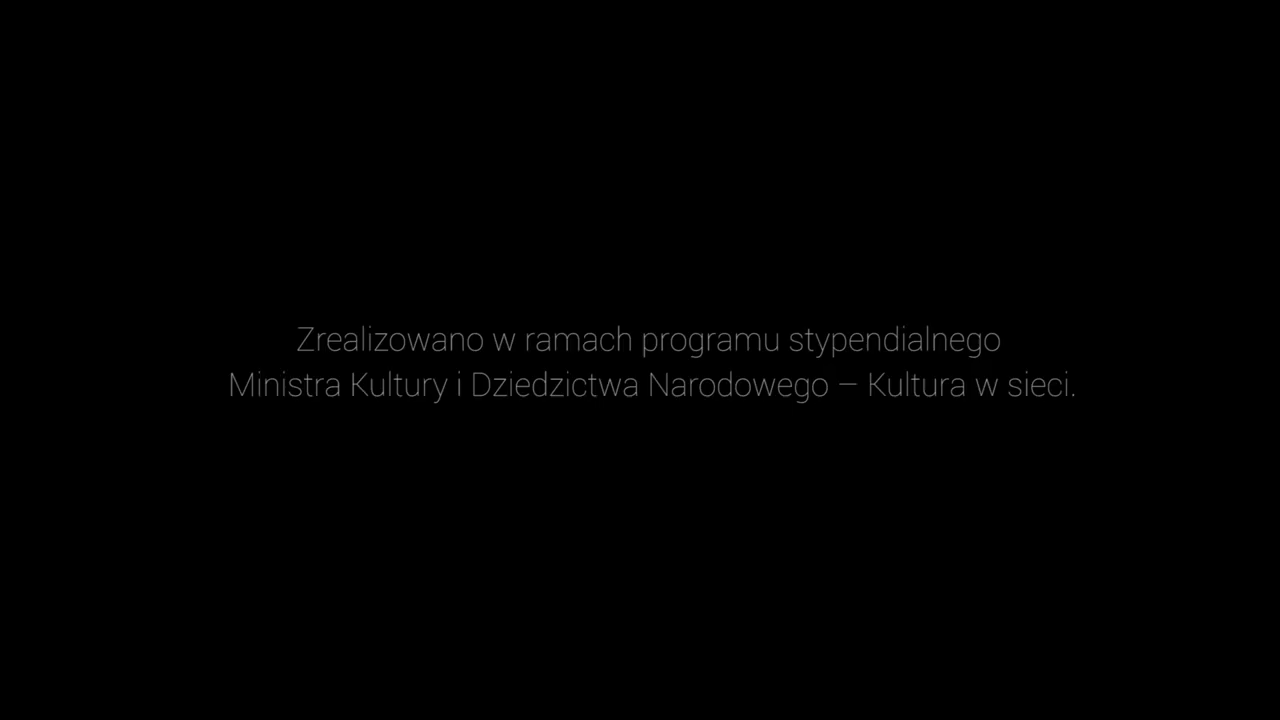 Zrealizowano w ramach programu stypendialnego
Ministra Kultury i Dziedzictwa Narodowego – Kultura w sieci.